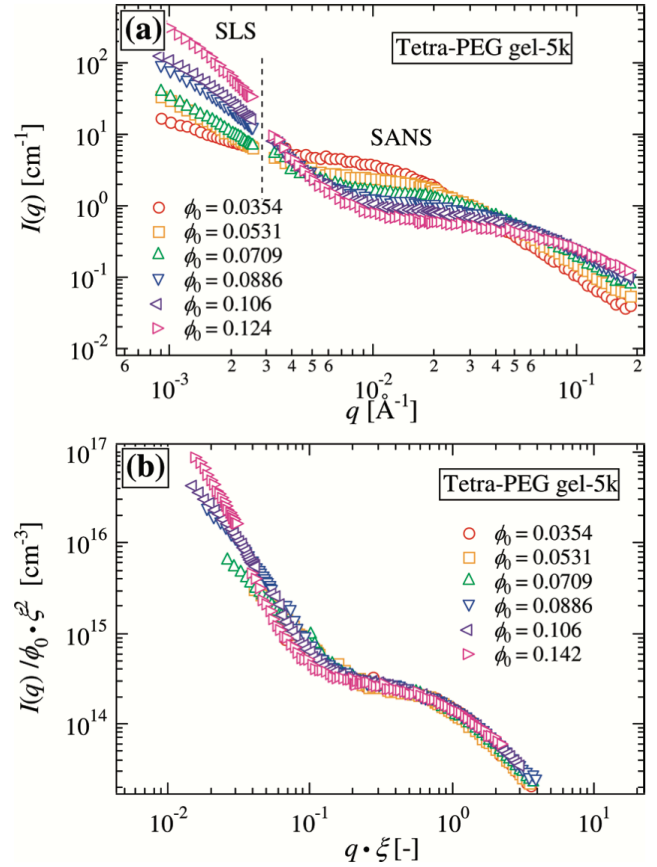 (a)
SLS
Tetra-PEG gel-5k
SANS
I(q) [cm⁻¹]
10²
10¹
10⁰
10⁻¹
10⁻²
ϕ₀ = 0.0354
ϕ₀ = 0.0531
ϕ₀ = 0.0709
ϕ₀ = 0.0886
ϕ₀ = 0.106
ϕ₀ = 0.124
6 10⁻³ 2 3 4 5 6 10⁻² 2 3 4 5 6 10⁻¹ 2
q [Å⁻¹]
(b)
Tetra-PEG gel-5k
I(q) /ϕ₀ • ξ² [cm⁻³]
10¹⁷
10¹⁶
10¹⁵
10¹⁴
ϕ₀ = 0.0354
ϕ₀ = 0.0531
ϕ₀ = 0.0709
ϕ₀ = 0.0886
ϕ₀ = 0.106
ϕ₀ = 0.142
10⁻² 10⁻¹ 10⁰ 10¹
q • ξ [-]